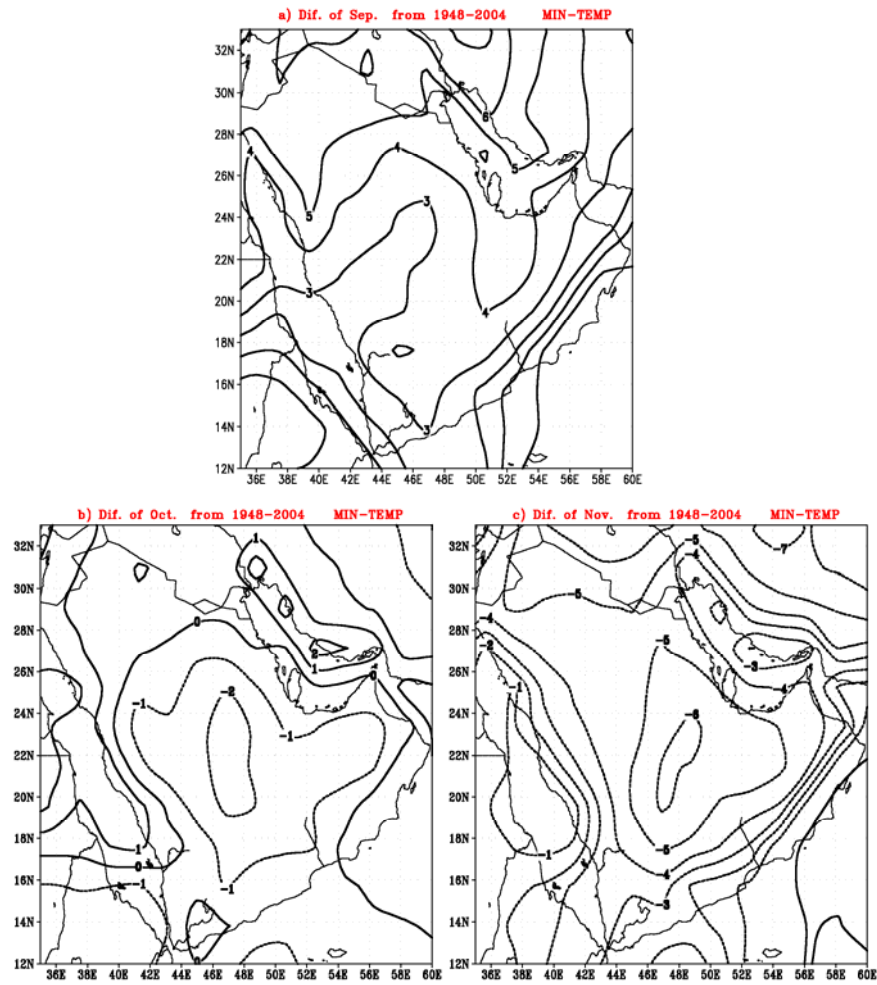 a) Dif. of Sep. from 1948-2004 MIN-TEMP
32N
30N
6
28N
4
4
5
26N
24N
3
5
22N
3
20N
4
18N
16N
14N
3
12N
36E 38E 40E 42E 44E 46E 48E 50E 52E 54E 56E 58E 60E
b) Dif. of Oct. from 1948-2004 MIN-TEMP
32N
1
30N
28N
0
2
26N
1
0
-2
24N
-1
-1
22N
20N
18N
1
0
16N
-1
-1
14N
12N
0
36E 38E 40E 42E 44E 46E 48E 50E 52E 54E 56E 58E 60E
c) Dif. of Nov. from 1948-2004 MIN-TEMP
32N
-5
-4
-7
30N
5
-4
28N
-2
-5
-3
26N
-1
-4
24N
-6
22N
20N
18N
-1
-5
4
16N
-3
14N
12N
36E 38E 40E 42E 44E 46E 48E 50E 52E 54E 56E 58E 60E